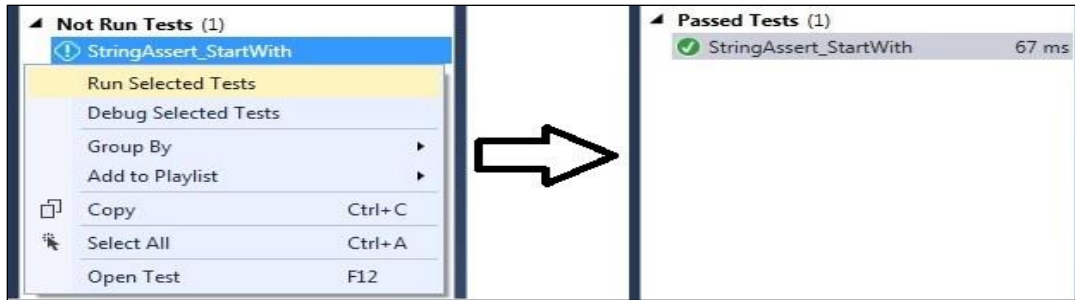 Not Run Tests (1)
StringAssert_StartWith
Run Selected Tests
Debug Selected Tests
Group By
Add to Playlist
Copy Ctrl+C
Select All Ctrl+A
Open Test F12
Passed Tests (1)
StringAssert_StartWith 67 ms